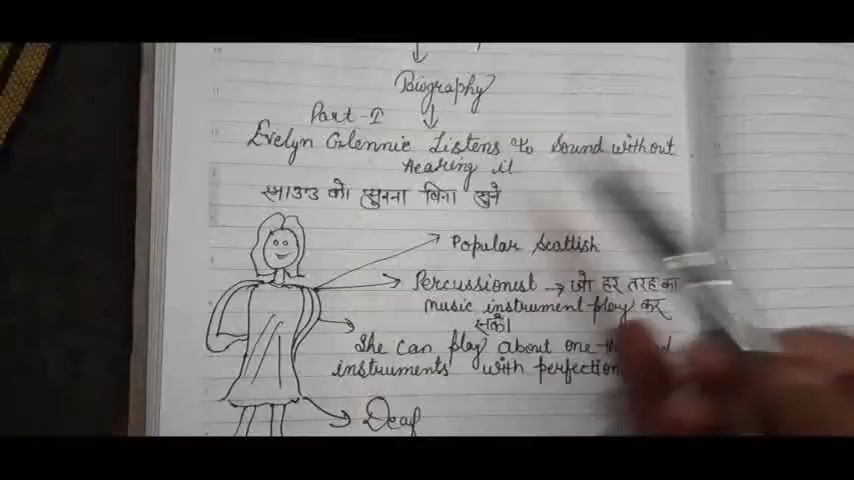 Biography
Part-I
Evelyn Glennie Listens to Sound without
hearing it
साउण्ड को सुनना बिना सुने
Popular Scottish
Percussionist → जो हर तरह का
music instrument play कर
सके।
She can play about one
instruments with perfection
Deaf